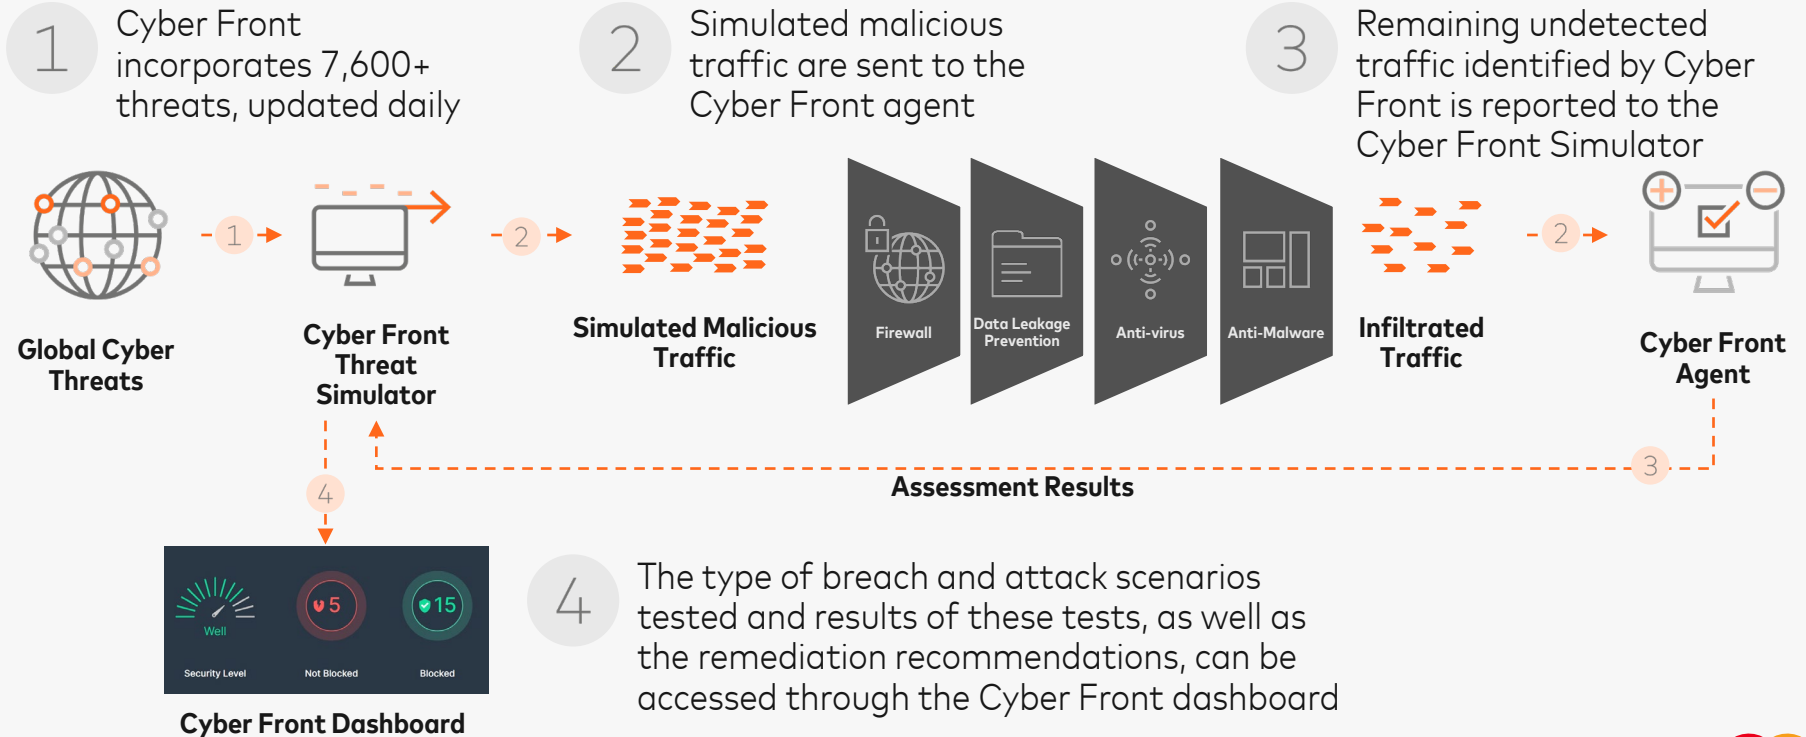 1
Cyber Front
incorporates 7,600+
threats, updated daily
2
Simulated malicious
traffic are sent to the
Cyber Front agent
3
Remaining undetected
traffic identified by Cyber
Front is reported to the
Cyber Front Simulator
1
2
2
Global Cyber
Threats
Cyber Front
Threat
Simulator
Simulated Malicious
Traffic
Firewall
Data Leakage
Prevention
Anti-virus
Anti-Malware
Infiltrated
Traffic
Cyber Front
Agent
3
Assessment Results
4
Well
5
15
Security Level
Not Blocked
Blocked
Cyber Front Dashboard
4
The type of breach and attack scenarios
tested and results of these tests, as well as
the remediation recommendations, can be
accessed through the Cyber Front dashboard